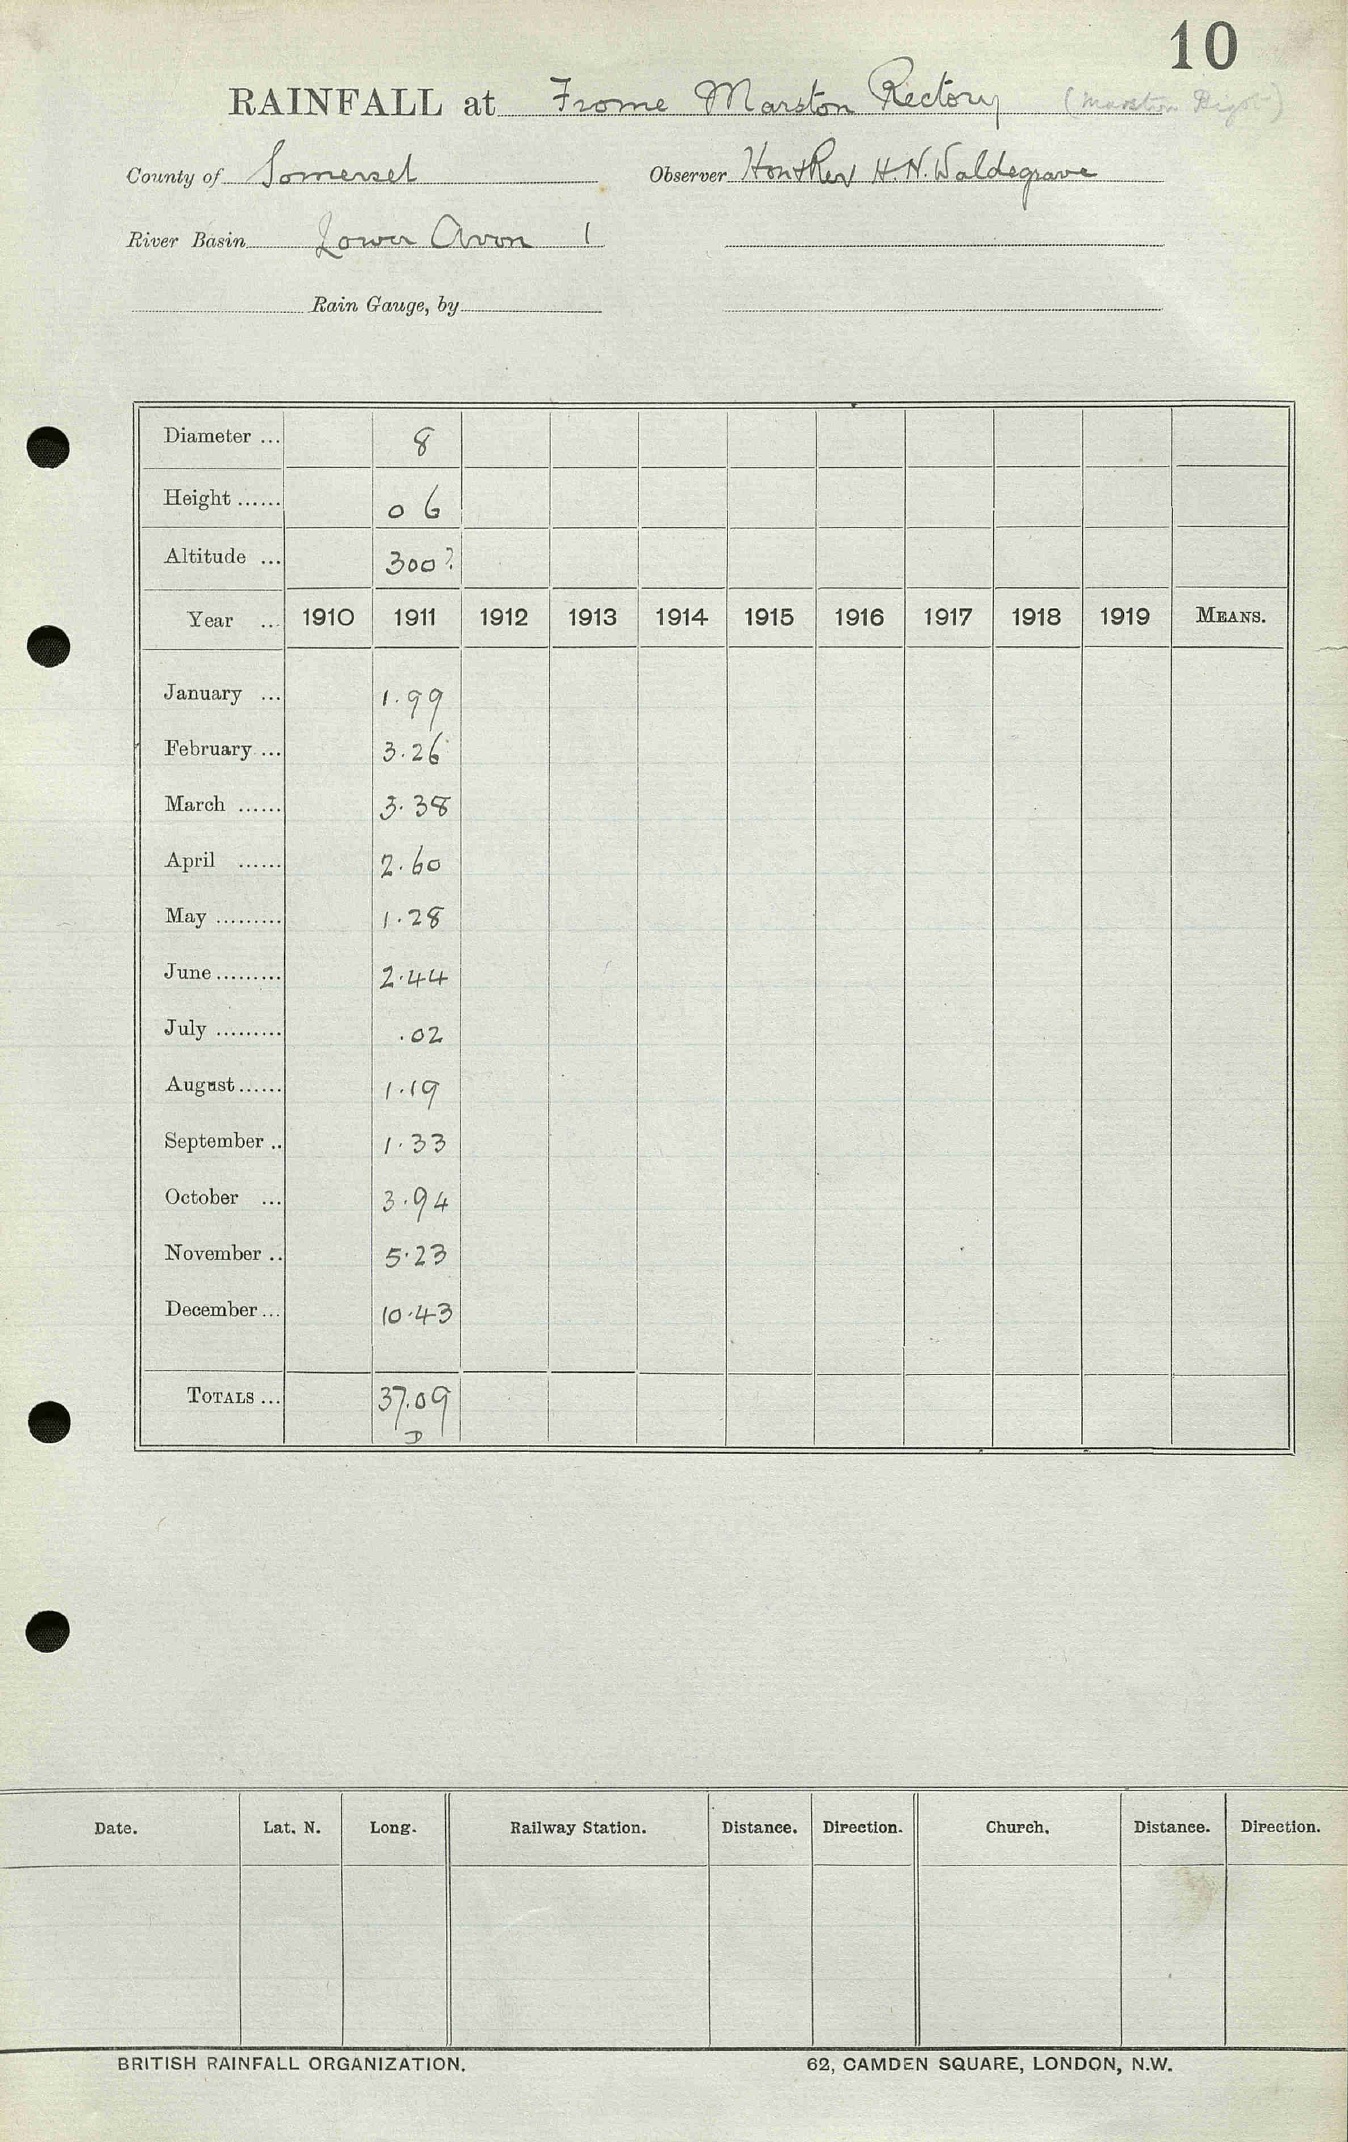 10
RAINFALL at Frome Marston Rectory (Marston Bigot)
County of Somerset Observer Hon & Rev H. N. Waldegrave
River Basin Lower Avon 1
Rain Gauge, by
Diameter ... 8
Height ...... 0 6
Altitude ... 300?
Year ... 1910 1911 1912 1913 1914 1915 1916 1917 1918 1919 MEANS.
January ... 1.99
February ... 3.26
March ...... 3.38
April ...... 2.60
May ......... 1.28
June ......... 2.44
July ......... .02
August ...... 1.19
September .. 1.33
October ... 3.94
November .. 5.23
December ... 10.43
TOTALS ... 37.09
D
Date. Lat. N. Long. Railway Station. Distance. Direction. Church. Distance. Direction.
BRITISH RAINFALL ORGANIZATION. 62, CAMDEN SQUARE, LONDON, N.W.